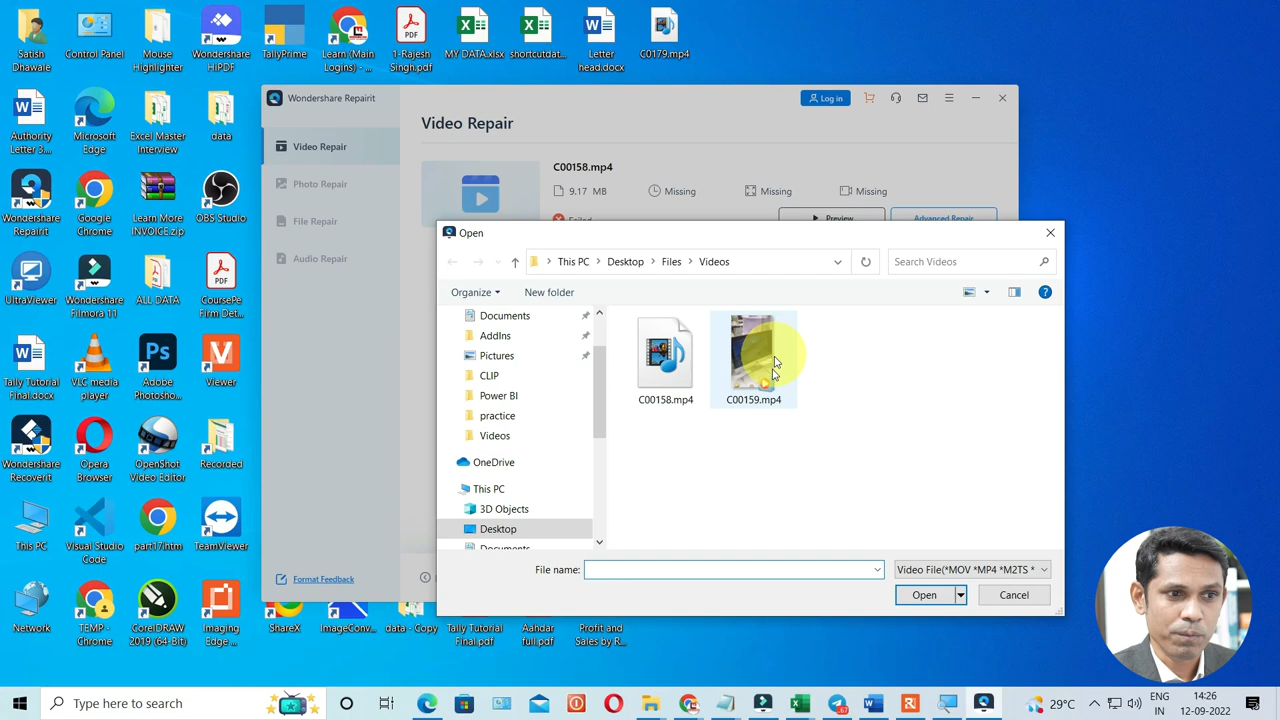 Satish
Dhawale
Control Panel
Mouse
Highlighter
Wondershare
HiPDF
TallyPrime
Learn (Main
Logins) - ...
PDF
1-Rajesh
Singh.pdf
MY DATA.xlsx
shortcutdat...
Letter
head.docx
C0179.mp4
Authority
Letter 3...
Microsoft
Edge
Excel Master
Interview
data
Wondershare
Repairit
Google
Chrome
Learn More
INVOICE.zip
OBS Studio
UltraViewer
Wondershare
Filmora 11
ALL DATA
PDF
CoursePe
Firm Det...
Tally Tutorial
Final.docx
VLC media
player
Ps
Adobe
Photosho...
Viewer
Wondershare
Recoverit
Opera
Browser
OpenShot
Video Editor
Recorded
This PC
Visual Studio
Code
part17ihtm
TeamViewer
Network
TEMP -
Chrome
CorelDRAW
2019 (64-Bit)
Imaging
Edge ...
ShareX
ImageConv...
data - Copy
Tally Tutorial
Final.pdf
Aahdar
full.pdf
Profit and
Sales by R...
Wondershare Repairit
Log in
Video Repair
Photo Repair
File Repair
Audio Repair
Format Feedback
Video Repair
C00158.mp4
9.17 MB
Missing
Missing
Missing
Failed
Preview
Advanced Repair
Open
This PC
Desktop
Files
Videos
Search Videos
Organize
New folder
Documents
AddIns
Pictures
CLIP
Power BI
practice
Videos
OneDrive
This PC
3D Objects
Desktop
Documents
C00158.mp4
C00159.mp4
File name:
Video File(*MOV *MP4 *M2TS *
Open
Cancel
Type here to search
67
29°C
ENG
IN
14:26
12-09-2022